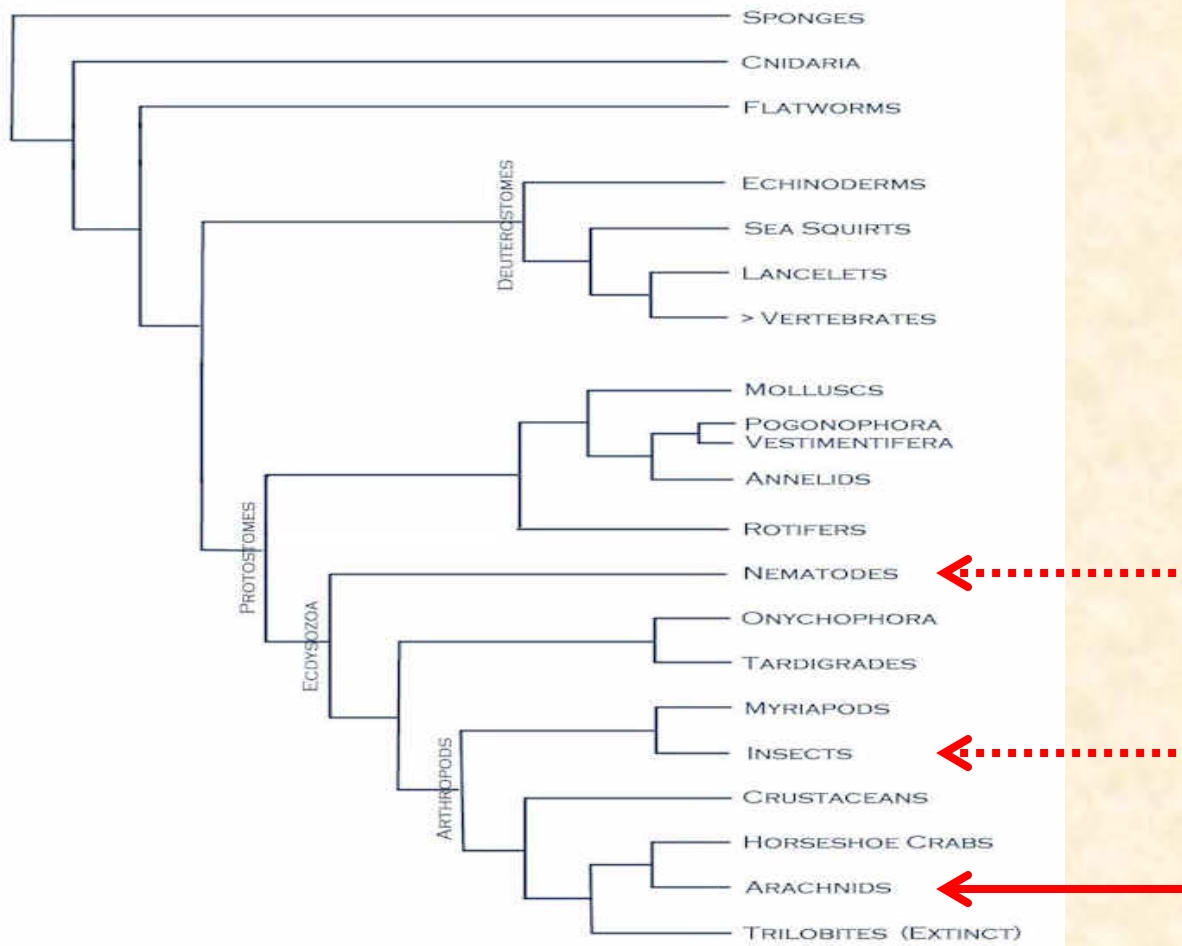 SPONGES
CNIDARIA
FLATWORMS
DEUTEROSTOMES
ECHINODERMS
SEA SQUIRTS
LANCELETS
> VERTEBRATES
MOLLUSCS
POGONOPHORA
VESTIMENTIFERA
ANNELIDS
ROTIFERS
PROTOSTOMES
NEMATODES
ECDYSOZOA
ONYCHOPHORA
TARDIGRADES
MYRIAPODS
INSECTS
ARTHROPODS
CRUSTACEANS
HORSESHOE CRABS
ARACHNIDS
TRILOBITES (EXTINCT)